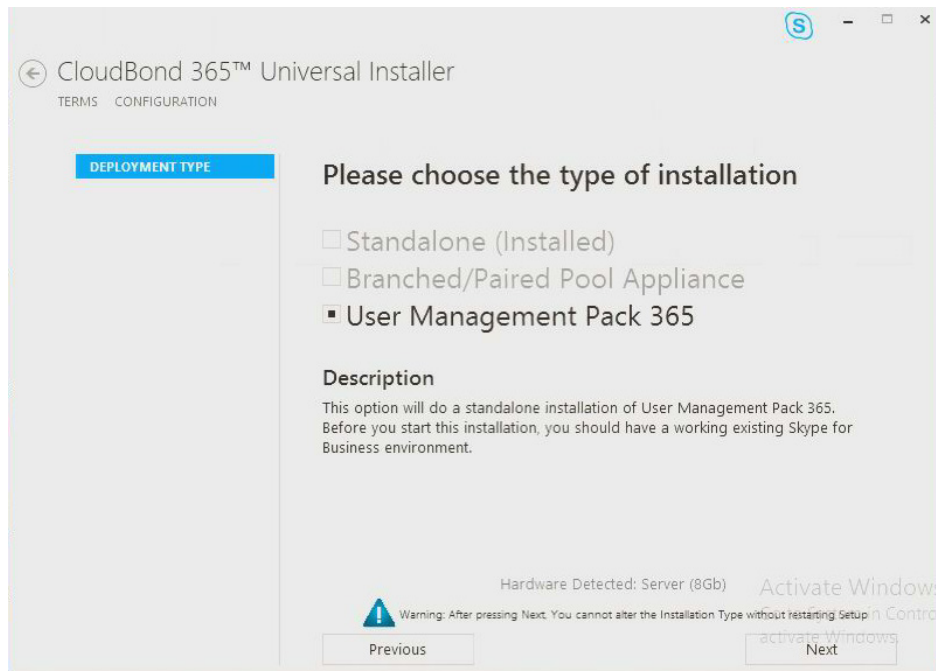 S
CloudBond 365™ Universal Installer
TERMS CONFIGURATION
DEPLOYMENT TYPE
Please choose the type of installation
Standalone (Installed)
Branched/Paired Pool Appliance
User Management Pack 365
Description
This option will do a standalone installation of User Management Pack 365.
Before you start this installation, you should have a working existing Skype for
Business environment.
Hardware Detected: Server (8Gb)
Activate Windows
Warning: After pressing Next. You cannot alter the Installation Type without restaring Setup
in Contro
activate Windows.
Previous
Next